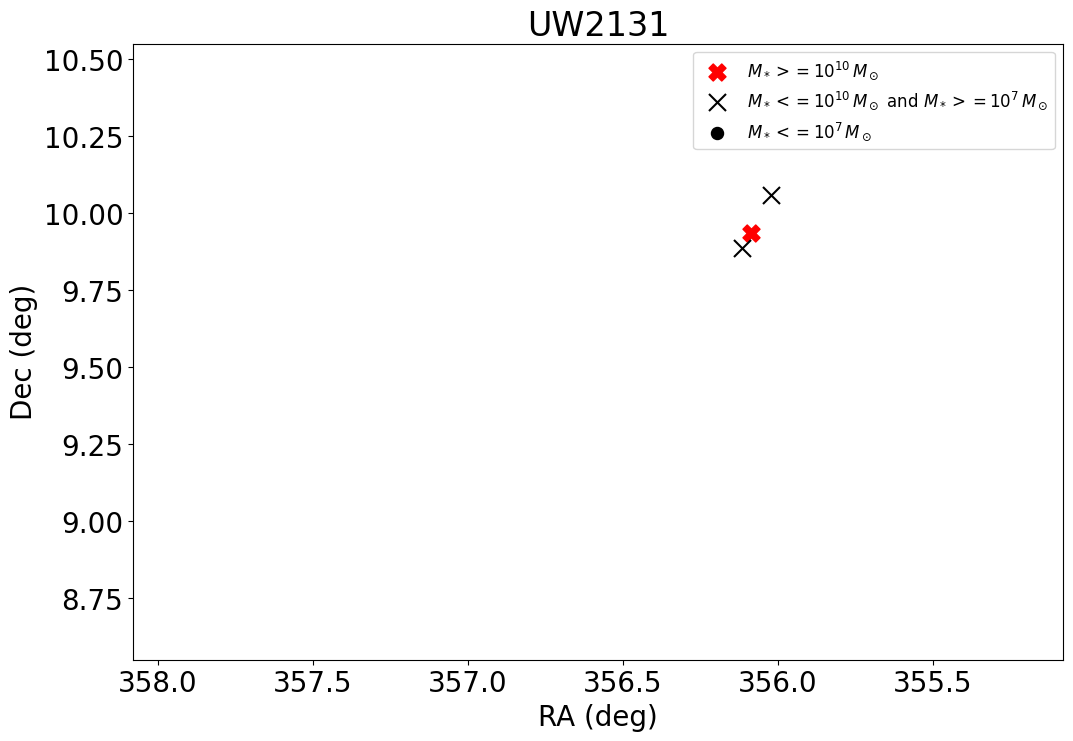 UW2131
10.50
10.25
10.00
9.75
9.50
9.25
9.00
8.75
Dec (deg)
M* >= 10^10 M⊙
M* <= 10^10 M⊙ and M* >= 10^7 M⊙
M* <= 10^7 M⊙
358.0 357.5 357.0 356.5 356.0 355.5
RA (deg)